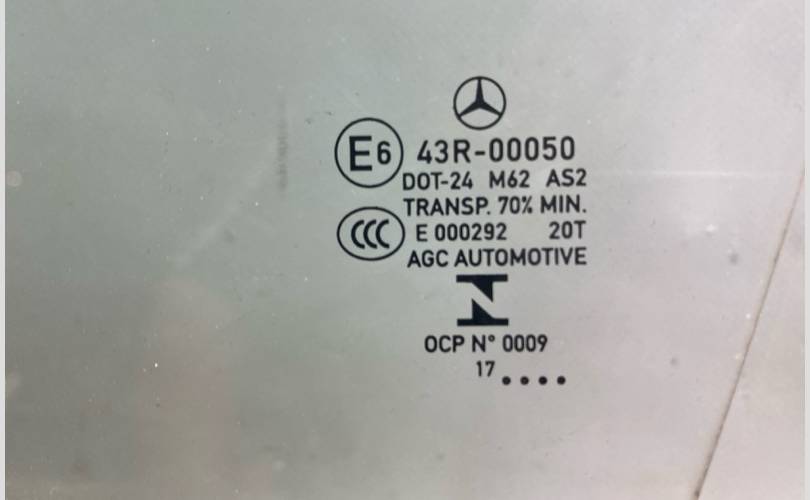 E6 43R-00050
DOT-24 M62 AS2
TRANSP. 70% MIN.
CCC E 000292 20T
AGC AUTOMOTIVE
OCP N° 0009
17 ....